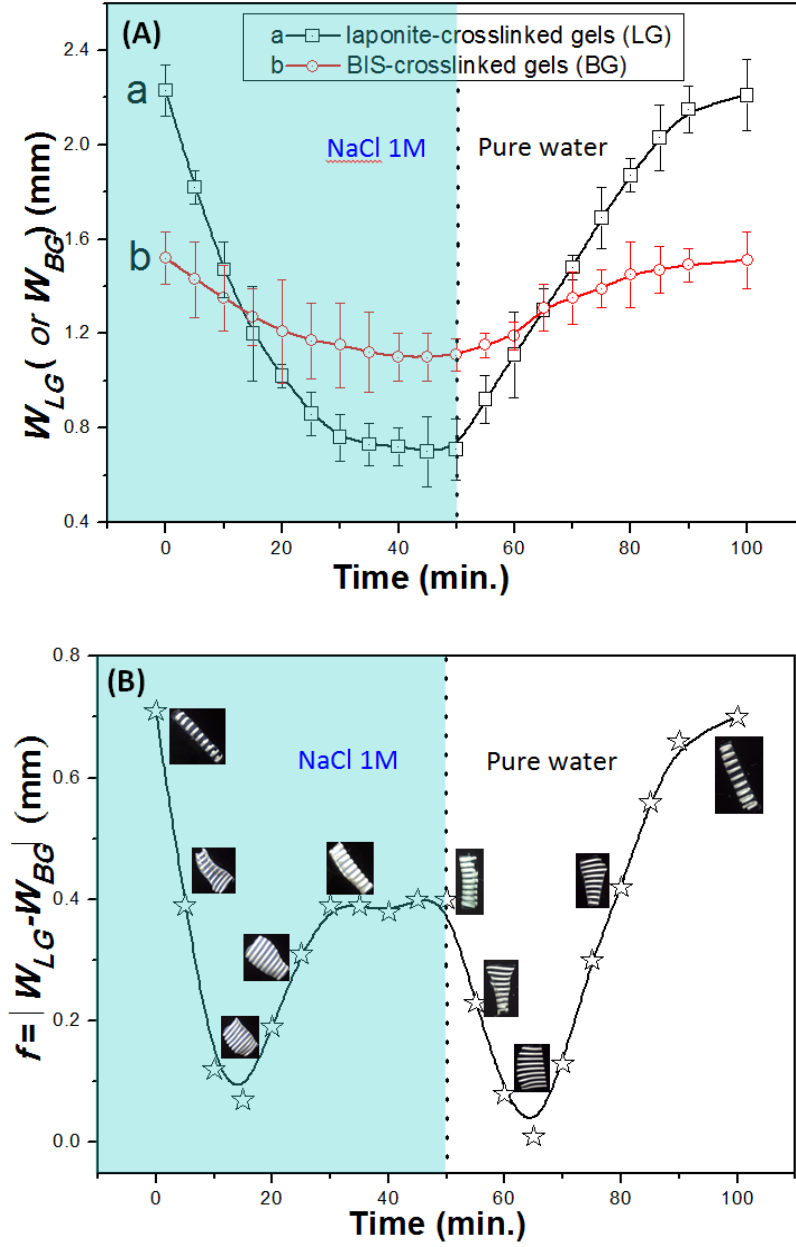 (A)
a laponite-crosslinked gels (LG)
b BIS-crosslinked gels (BG)
a
b
NaCl 1M
Pure water
W_LG ( or W_BG) (mm)
2.4
2.0
1.6
1.2
0.8
0.4
0 20 40 60 80 100
Time (min.)
(B)
NaCl 1M
Pure water
f = | W_LG-W_BG| (mm)
0.8
0.6
0.4
0.2
0.0
0 20 40 60 80 100
Time (min.)